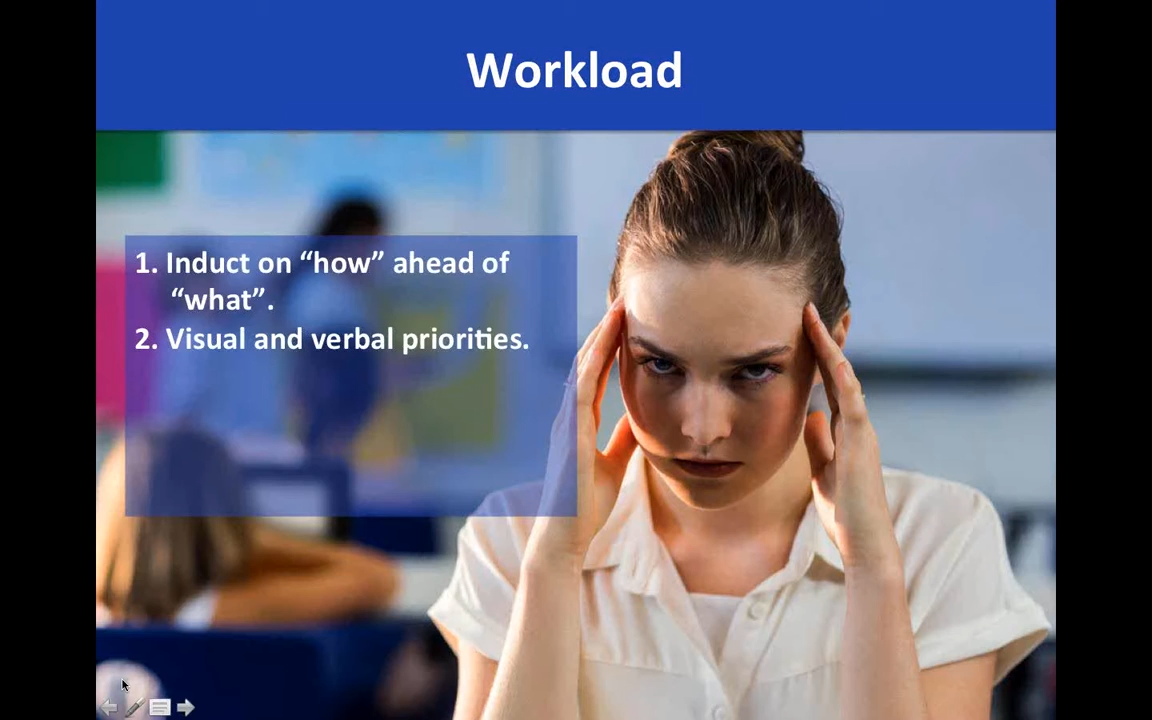 Workload
1. Induct on “how” ahead of
“what”.
2. Visual and verbal priorities.